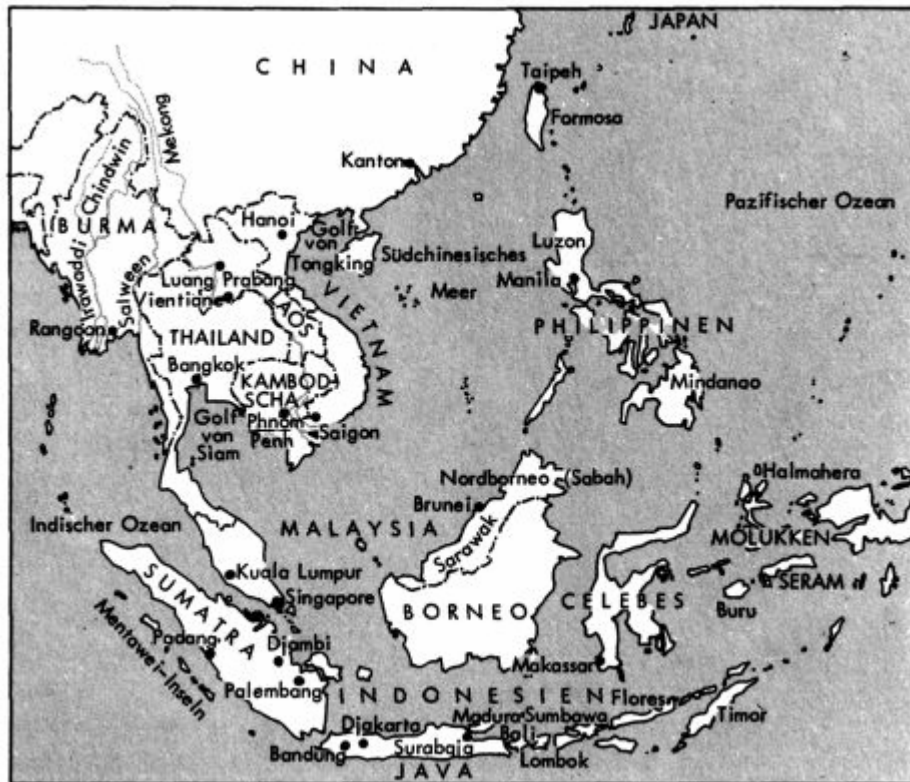 JAPAN
CHINA
Taipeh
Formosa
Mekong
Chindwin
Kanton
BURMA
Hanoi
Golf
von
Tongking
Südchinesisches
Meer
Pazifischer Ozean
Luzon
Manila
Irawaddi
Salween
Luang Prabang
Vientiane
LAOS
VIETNAM
Rangoon
THAILAND
Bangkok
KAMBOD-
SCHA
PHILIPPINEN
Mindanao
Golf
von
Siam
Phnom
Penh
Saigon
Nordborneo (Sabah)
Brunei
Sarawak
Halmahera
Indischer Ozean
MALAYSIA
MOLUKKEN
Kuala Lumpur
Singapore
SUMATRA
BORNEO
CELEBES
SERAM
Buru
Mentawei-Inseln
Padang
Djambi
Palembang
Makassar
INDONESIEN
Flores
Timor
Djakarta
Bandung
Surabaja
Madura
Sumbawa
Bali
Lombok
JAVA